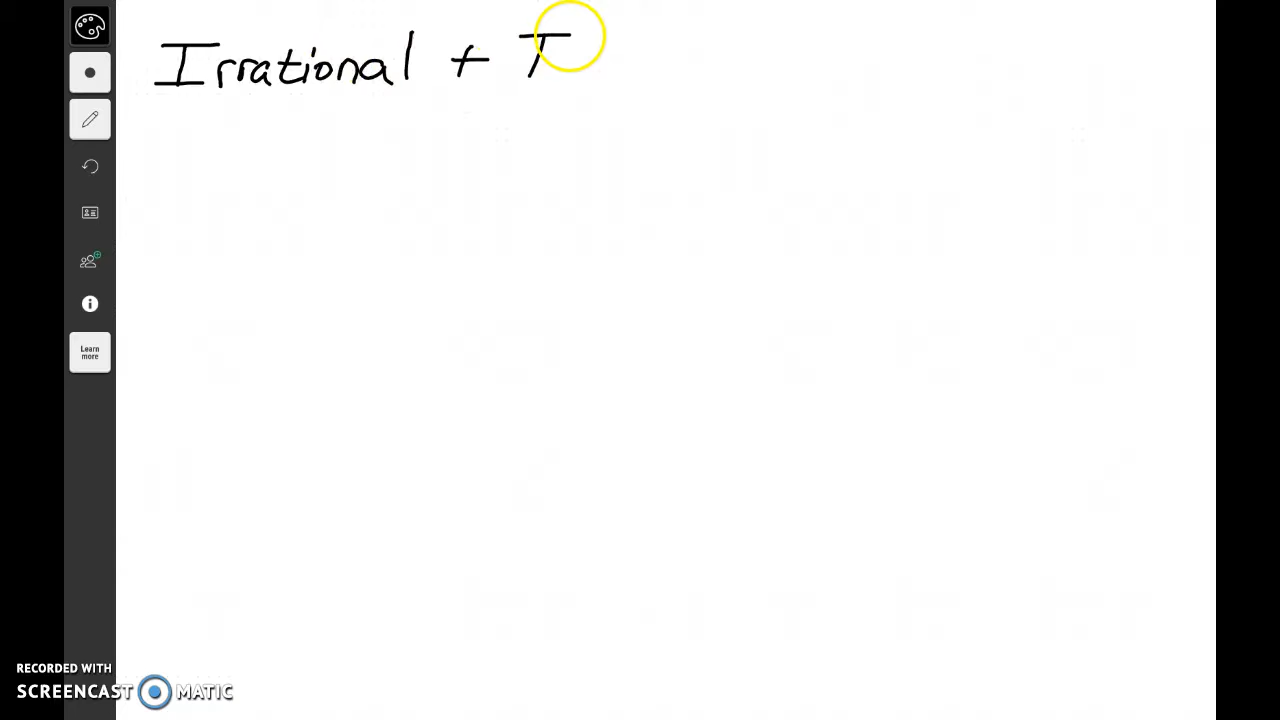 Irrational + I
Learn
more
RECORDED WITH
SCREENCAST MATIC